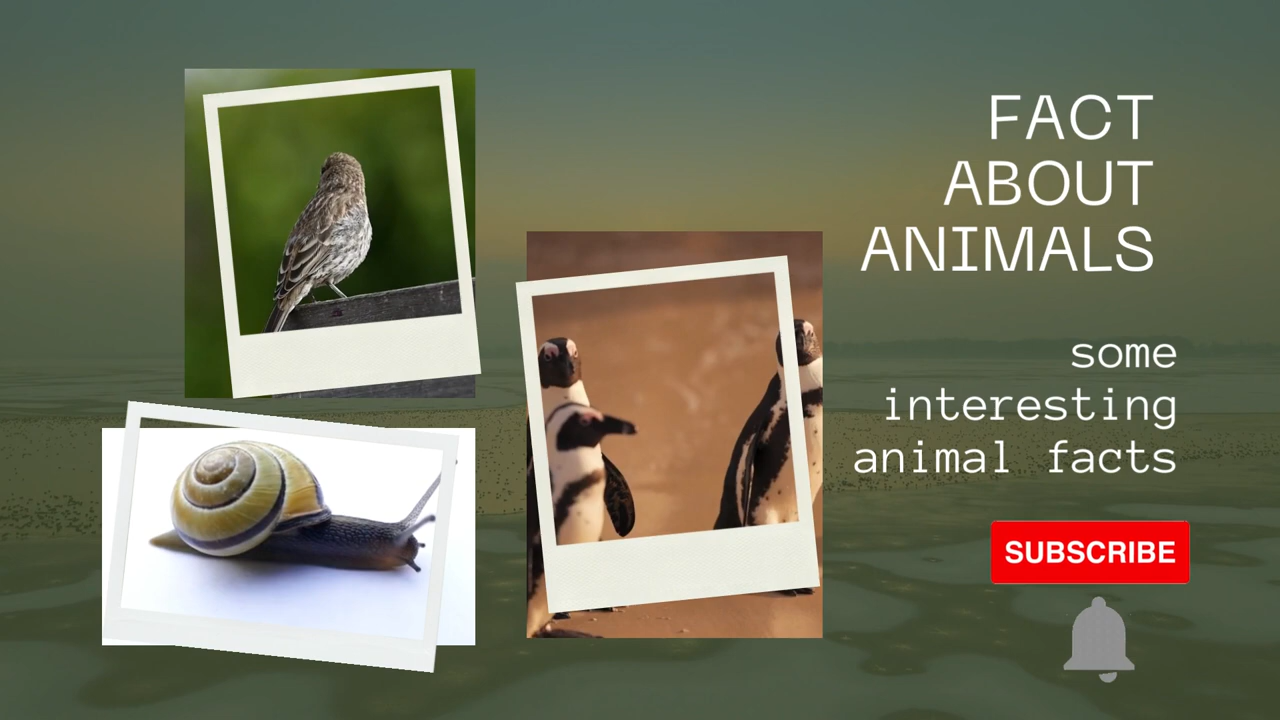 FACT
ABOUT
ANIMALS
some
interesting
animal facts
SUBSCRIBE